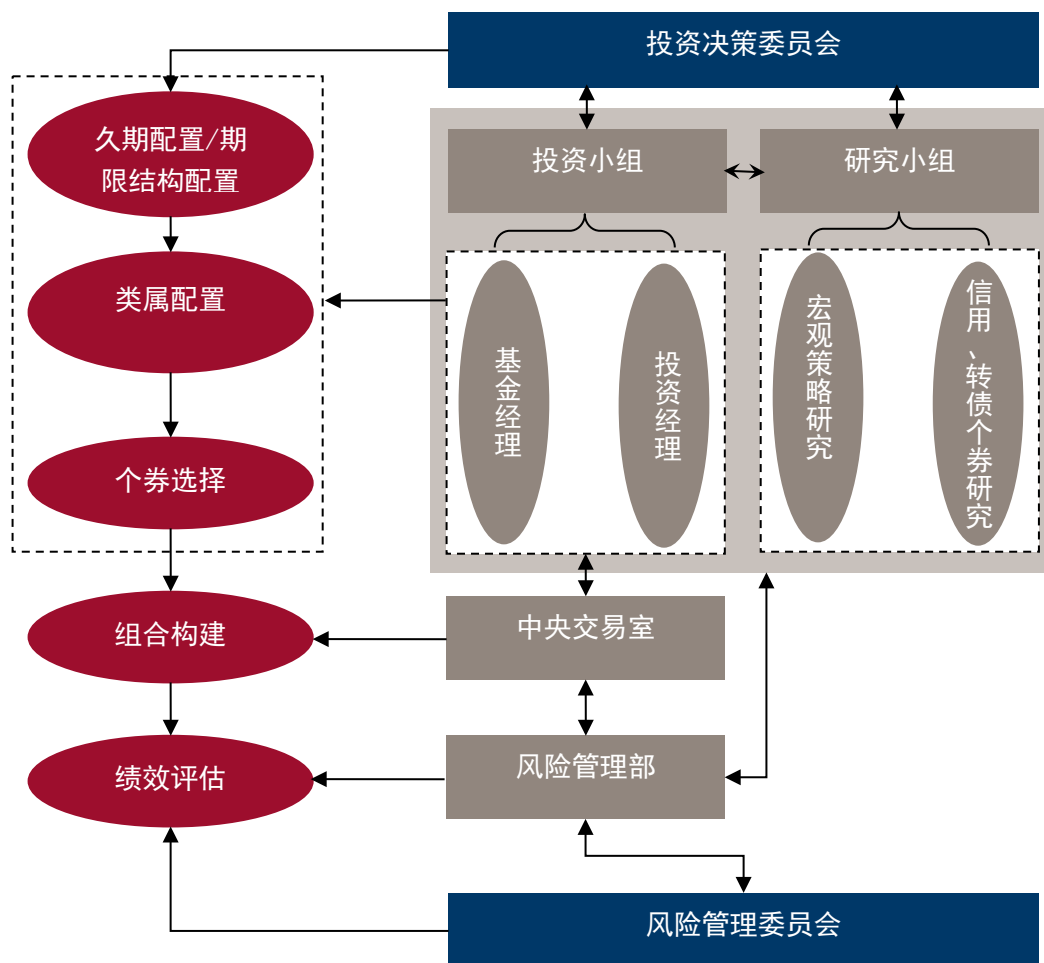 投资决策委员会
久期配置/期
限结构配置
投资小组
研究小组
类属配置
基金经理
投资经理
宏观策略研究
信用、转债个券研究
个券选择
组合构建
中央交易室
绩效评估
风险管理部
风险管理委员会